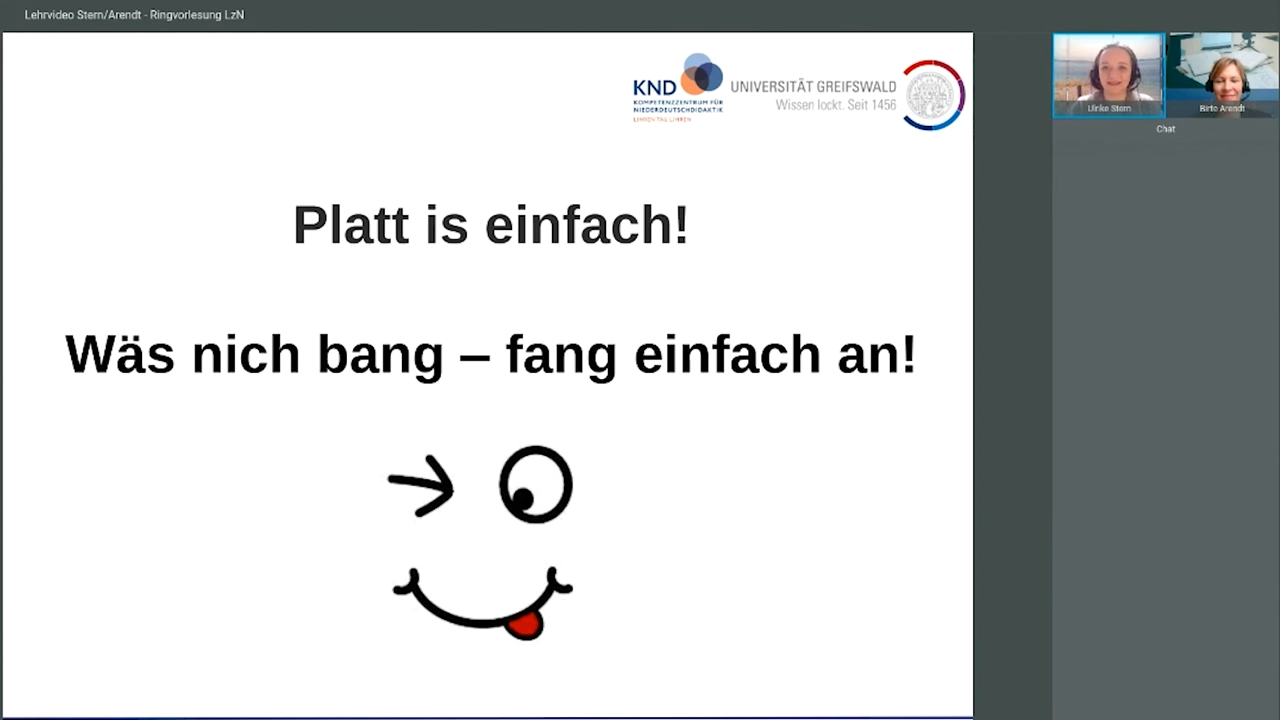 Lehrvideo Stern/Arendt - Ringvorlesung LzN
KND
KOMPETENZZENTRUM FÜR
NIEDERDEUTSCHDIDAKTIK
UNIVERSITÄT GREIFSWALD
Wissen lockt. Seit 1456
Platt is einfach!
Wäs nich bang – fang einfach an!
Ulrike Stern
Birte Arendt
Chat